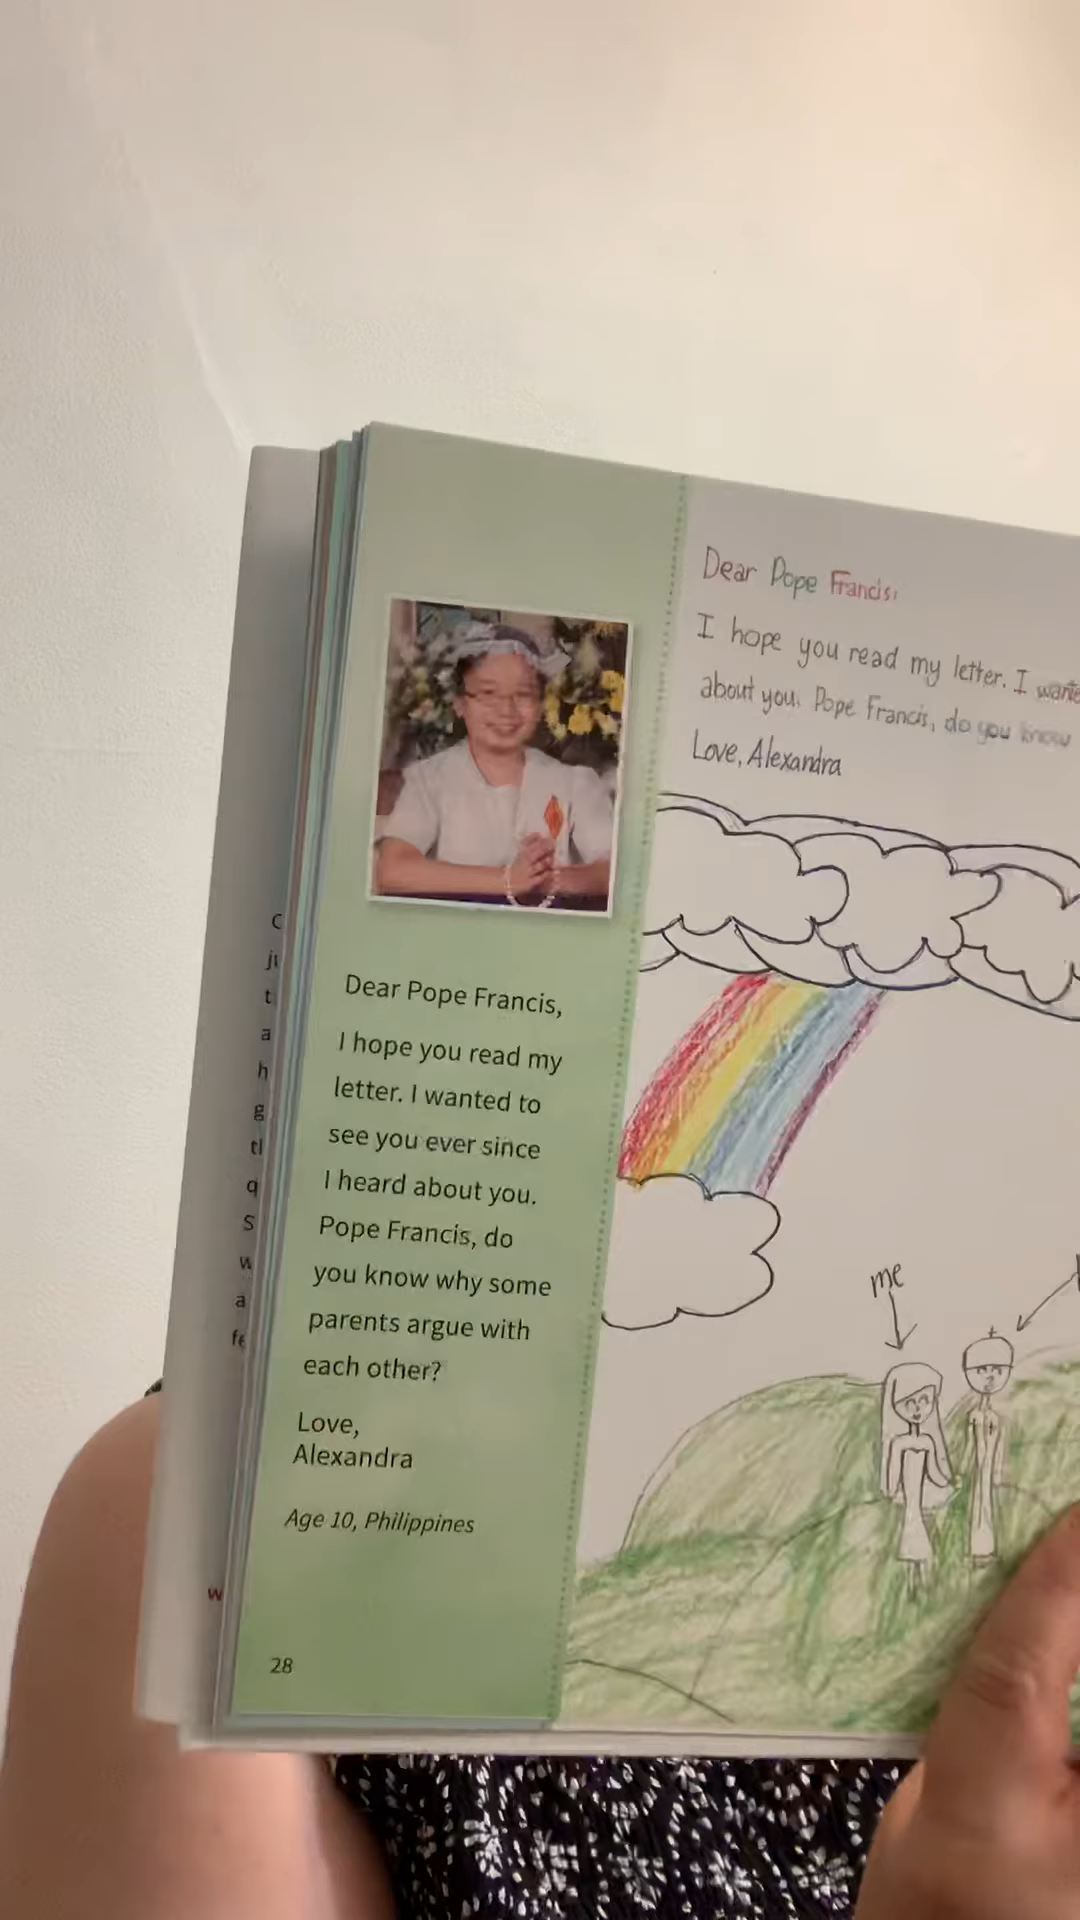 Dear Pope Francis,
I hope you read my
letter. I wanted to
see you ever since
I heard about you.
Pope Francis, do
you know why some
parents argue with
each other?
Love,
Alexandra
Age 10, Philippines
28
Dear Pope Francis:
I hope you read my letter. I
about you. Pope Francis, do you know
Love, Alexandra
me